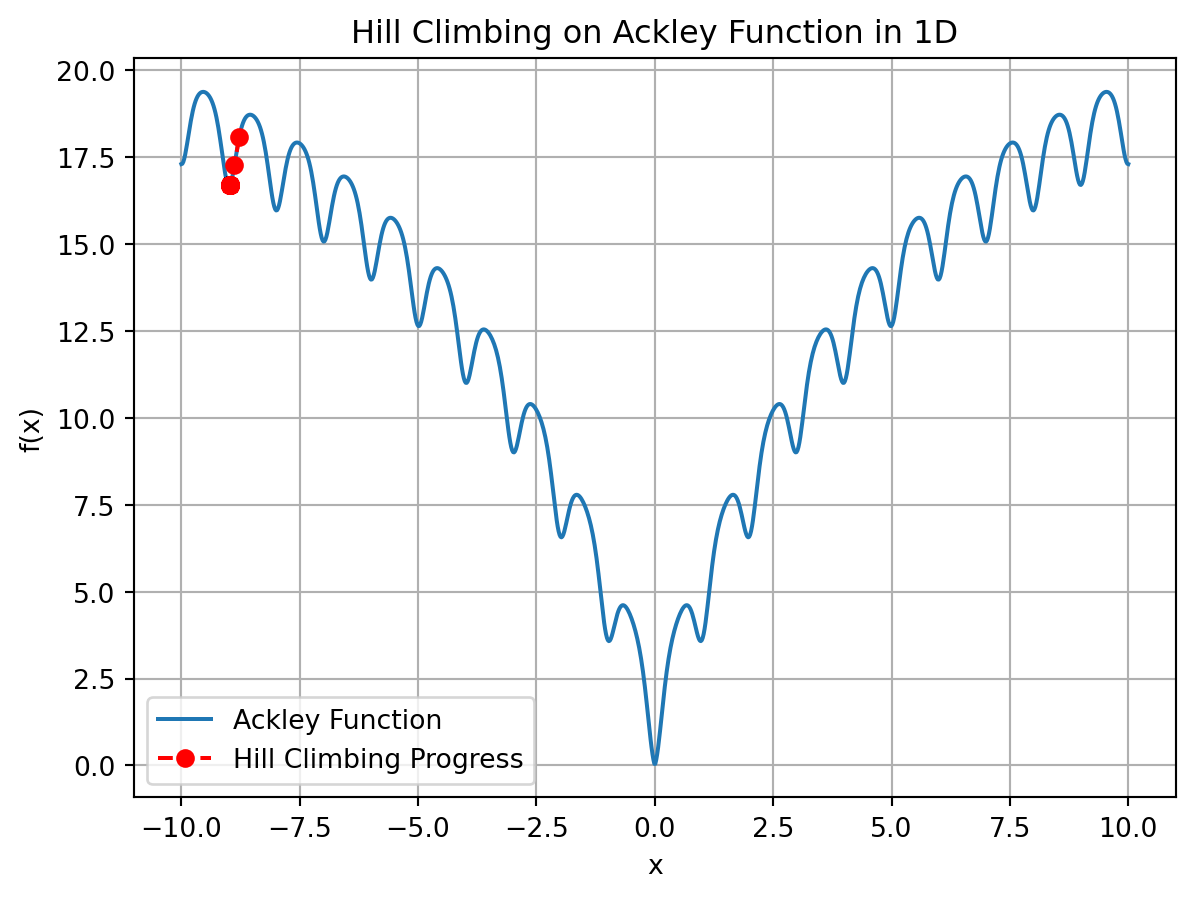 Hill Climbing on Ackley Function in 1D
20.0
17.5
15.0
12.5
10.0
7.5
5.0
2.5
0.0
f(x)
Ackley Function
Hill Climbing Progress
−10.0 −7.5 −5.0 −2.5 0.0 2.5 5.0 7.5 10.0
x